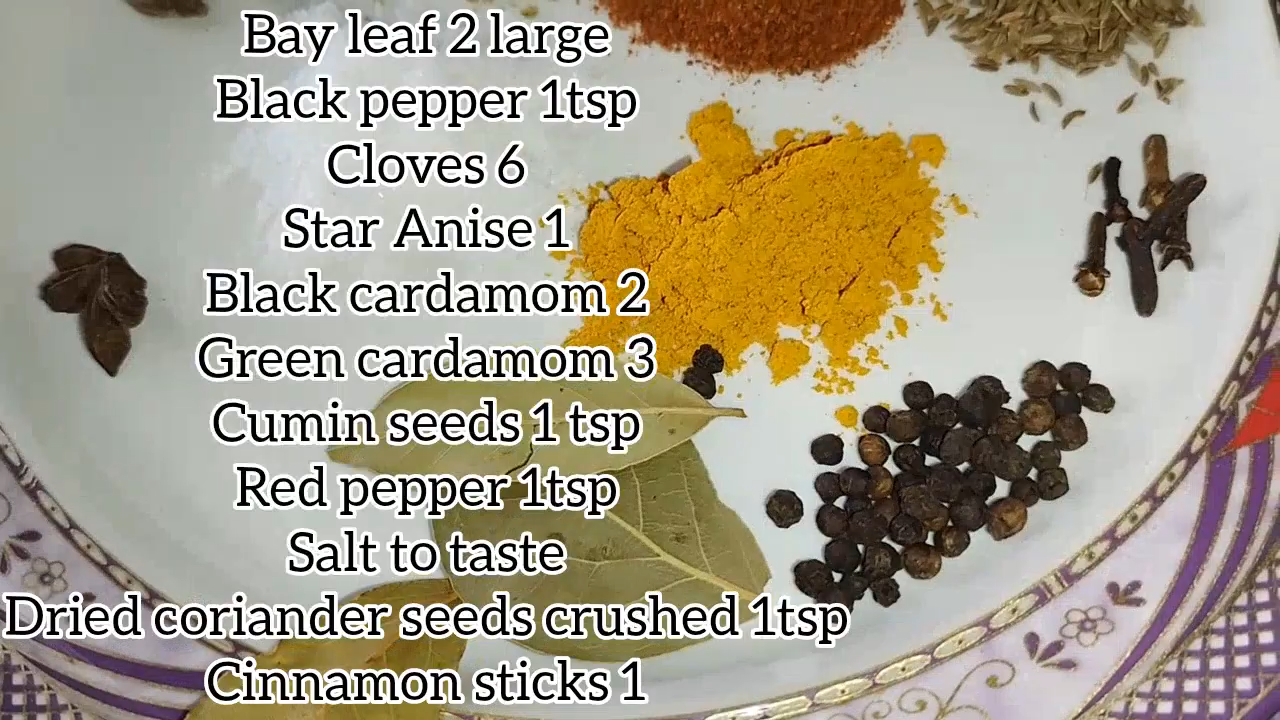 Bay leaf 2 large
Black pepper 1tsp
Cloves 6
Star Anise 1
Black cardamom 2
Green cardamom 3
Cumin seeds 1 tsp
Red pepper 1tsp
Salt to taste
Dried coriander seeds crushed 1tsp
Cinnamon sticks 1